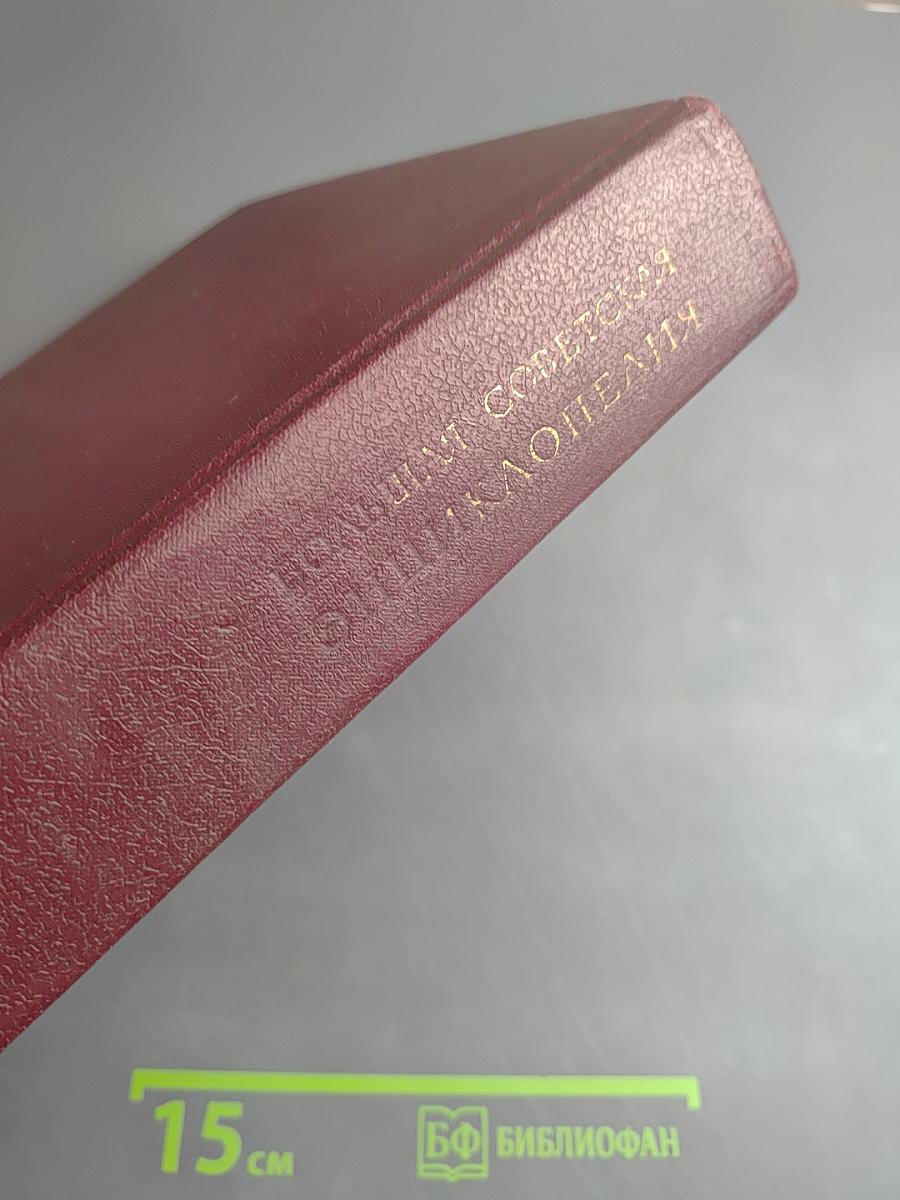 БОЛЬШАЯ СОВЕТСКАЯ
ЭНЦИКЛОПЕДИЯ
15 см
БФ БИБЛИОФАН